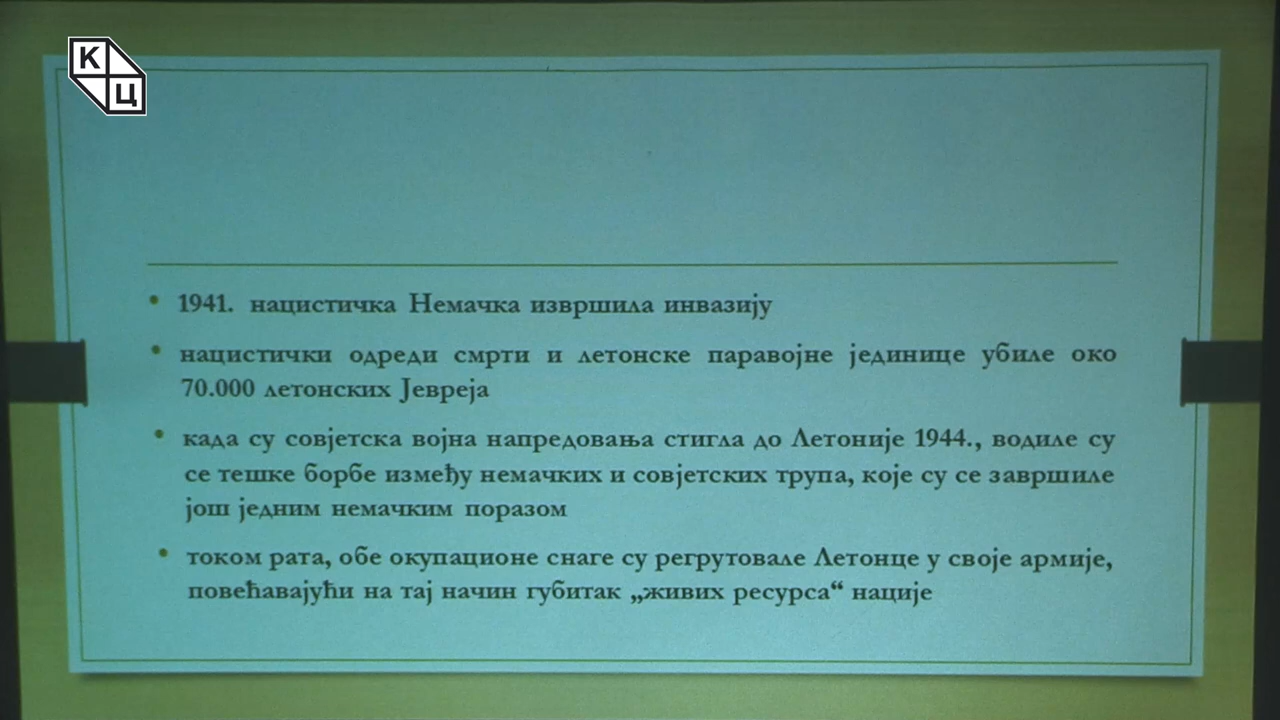 К
Ц
• 1941. нацистичка Немачка извршила инвазију
• нацистички одреди смрти и летонске паравојне јединице убиле око
70.000 летонских Јевреја
• када су совјетска војна напредовања стигла до Летоније 1944., водиле су
се тешке борбе између немачких и совјетских трупа, које су се завршиле
још једним немачким поразом
• током рата, обе окупационе снаге су регрутовале Летонце у своје армије,
повећавајући на тај начин губитак „живих ресурса“ нације